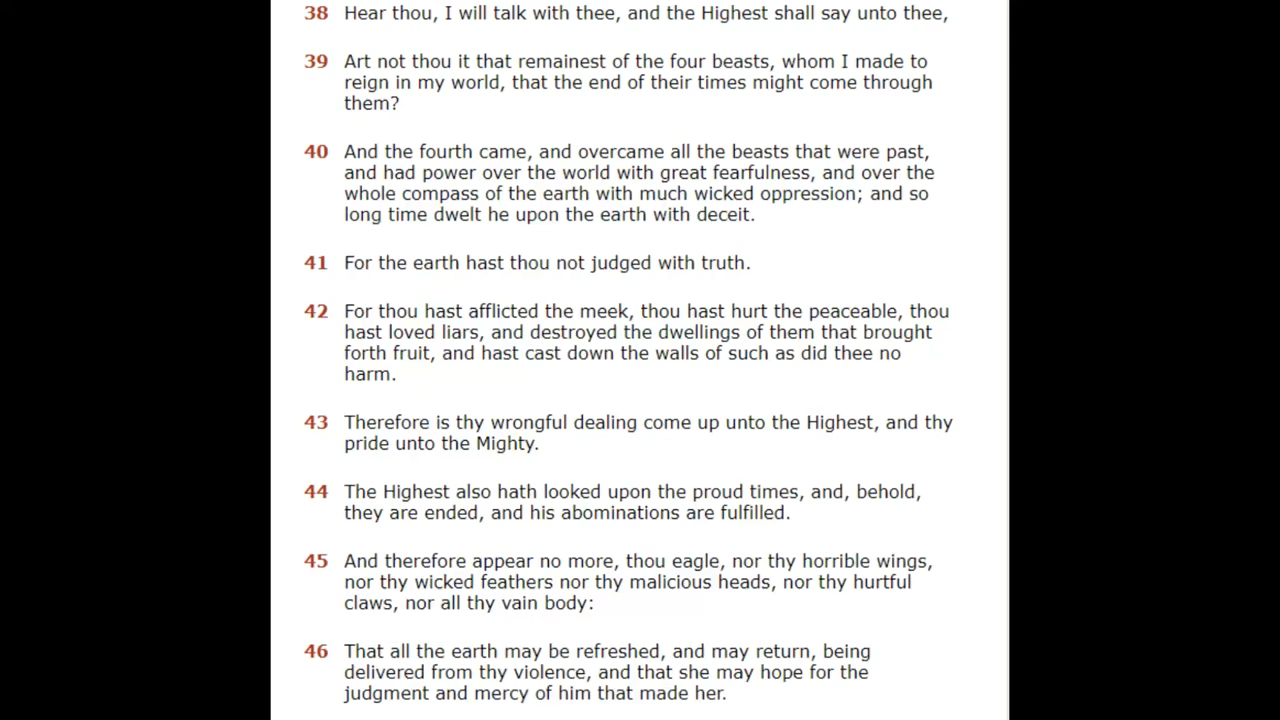 38 Hear thou, I will talk with thee, and the Highest shall say unto thee,
39 Art not thou it that remainest of the four beasts, whom I made to
reign in my world, that the end of their times might come through
them?
40 And the fourth came, and overcame all the beasts that were past,
and had power over the world with great fearfulness, and over the
whole compass of the earth with much wicked oppression; and so
long time dwelt he upon the earth with deceit.
41 For the earth hast thou not judged with truth.
42 For thou hast afflicted the meek, thou hast hurt the peaceable, thou
hast loved liars, and destroyed the dwellings of them that brought
forth fruit, and hast cast down the walls of such as did thee no
harm.
43 Therefore is thy wrongful dealing come up unto the Highest, and thy
pride unto the Mighty.
44 The Highest also hath looked upon the proud times, and, behold,
they are ended, and his abominations are fulfilled.
45 And therefore appear no more, thou eagle, nor thy horrible wings,
nor thy wicked feathers nor thy malicious heads, nor thy hurtful
claws, nor all thy vain body:
46 That all the earth may be refreshed, and may return, being
delivered from thy violence, and that she may hope for the
judgment and mercy of him that made her.